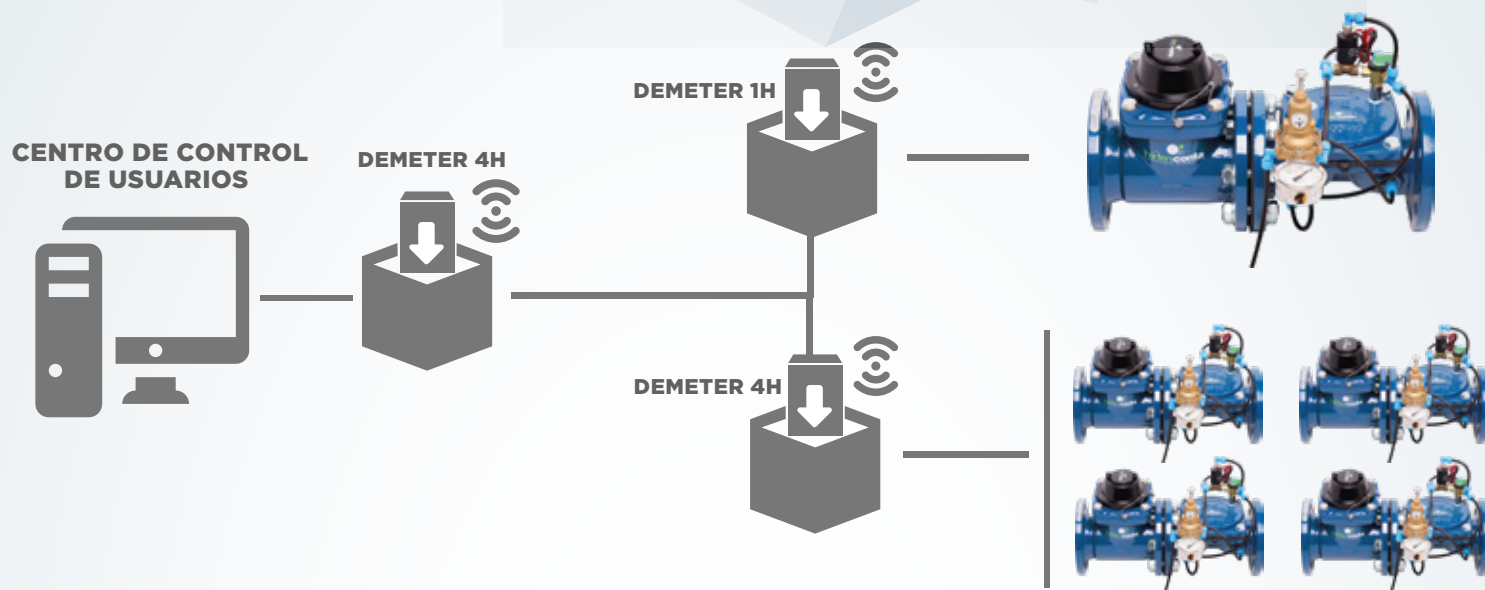 CENTRO DE CONTROL
DE USUARIOS
DEMETER 4H
DEMETER 1H
DEMETER 4H